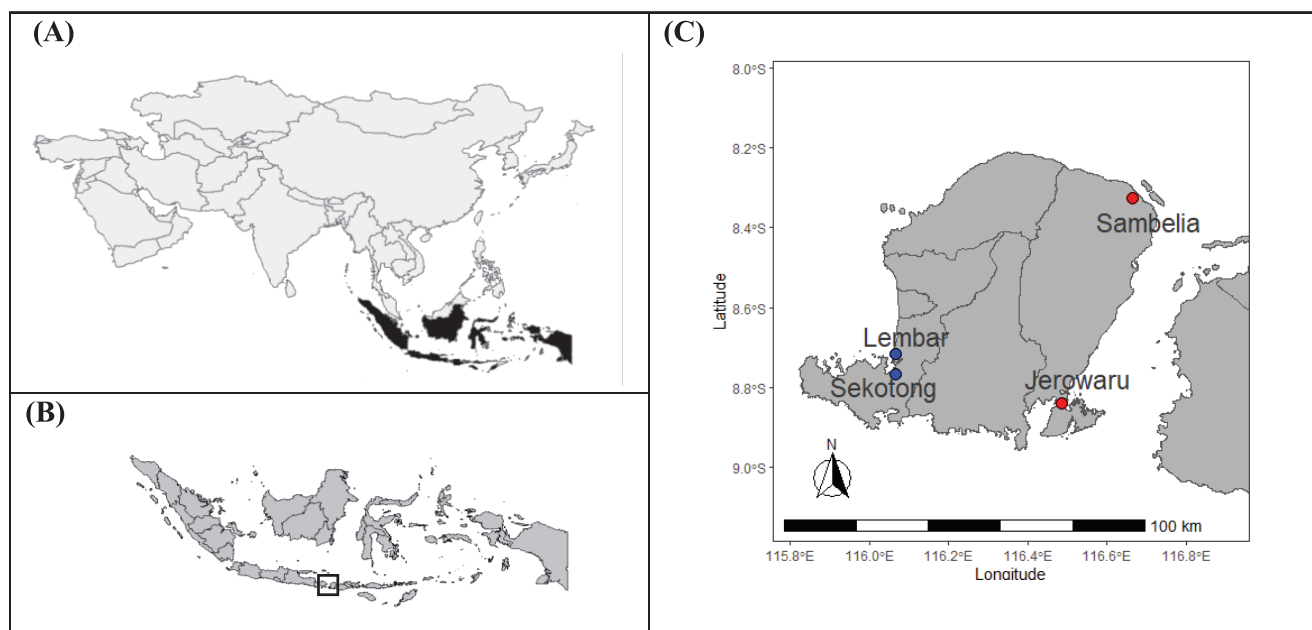 (A)
(B)
(C)
8.0°S
8.2°S
8.4°S
8.6°S
8.8°S
9.0°S
Latitude
Sambelia
Lembar
Sekotong
Jerowaru
N
100 km
115.8°E
116.0°E
116.2°E
116.4°E
116.6°E
116.8°E
Longitude